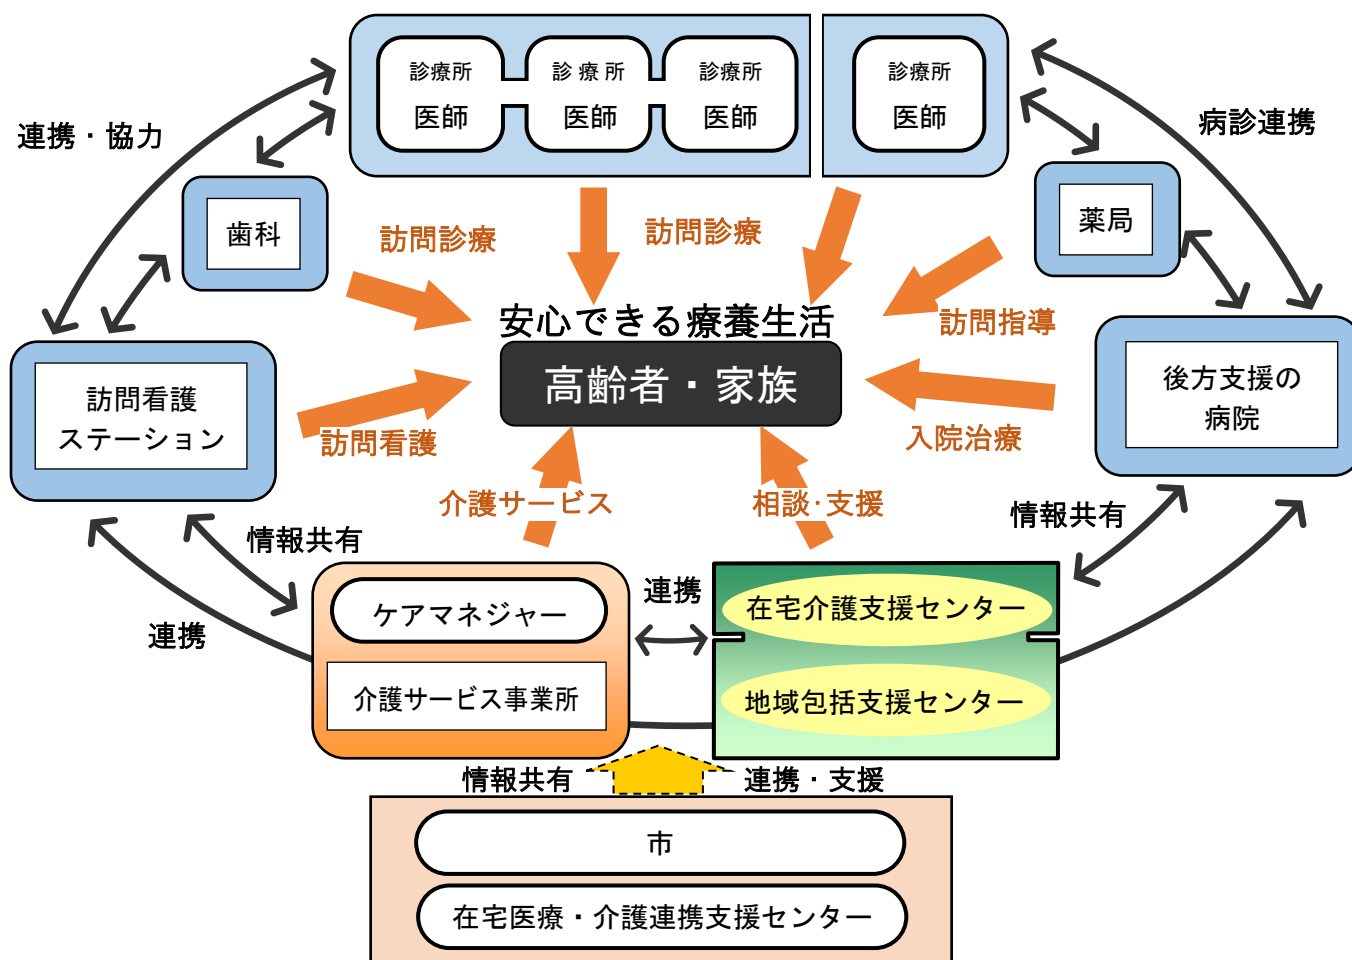 診療所
医師
診療所
医師
診療所
医師
診療所
医師
連携・協力
病診連携
歯科
薬局
訪問診療
訪問診療
訪問指導
安心できる療養生活
高齢者・家族
訪問看護
ステーション
後方支援の
病院
訪問看護
入院治療
介護サービス
相談・支援
情報共有
情報共有
連携
連携
ケアマネジャー
介護サービス事業所
在宅介護支援センター
地域包括支援センター
情報共有
連携・支援
市
在宅医療・介護連携支援センター